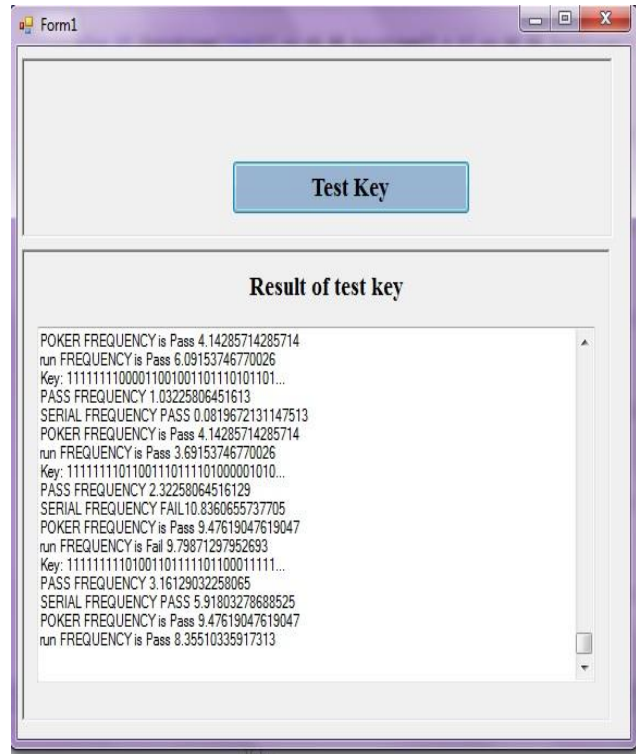 Form1
Test Key
Result of test key
POKER FREQUENCY is Pass 4.14285714285714
run FREQUENCY is Pass 6.09153746770026
Key: 1111111100001100100110111010110​1...
PASS FREQUENCY 1.03225806451613
SERIAL FREQUENCY PASS 0.0819672131147513
POKER FREQUENCY is Pass 4.14285714285714
run FREQUENCY is Pass 3.69153746770026
Key: 1111111101100111011110100000​1010...
PASS FREQUENCY 2.32258064516129
SERIAL FREQUENCY FAIL10.8360655737705
POKER FREQUENCY is Pass 9.47619047619047
run FREQUENCY is Fail 9.79871297952693
Key: 11111111101001101111101100011111...
PASS FREQUENCY 3.16129032258065
SERIAL FREQUENCY PASS 5.91803278688525
POKER FREQUENCY is Pass 9.47619047619047
run FREQUENCY is Pass 8.35510335917313